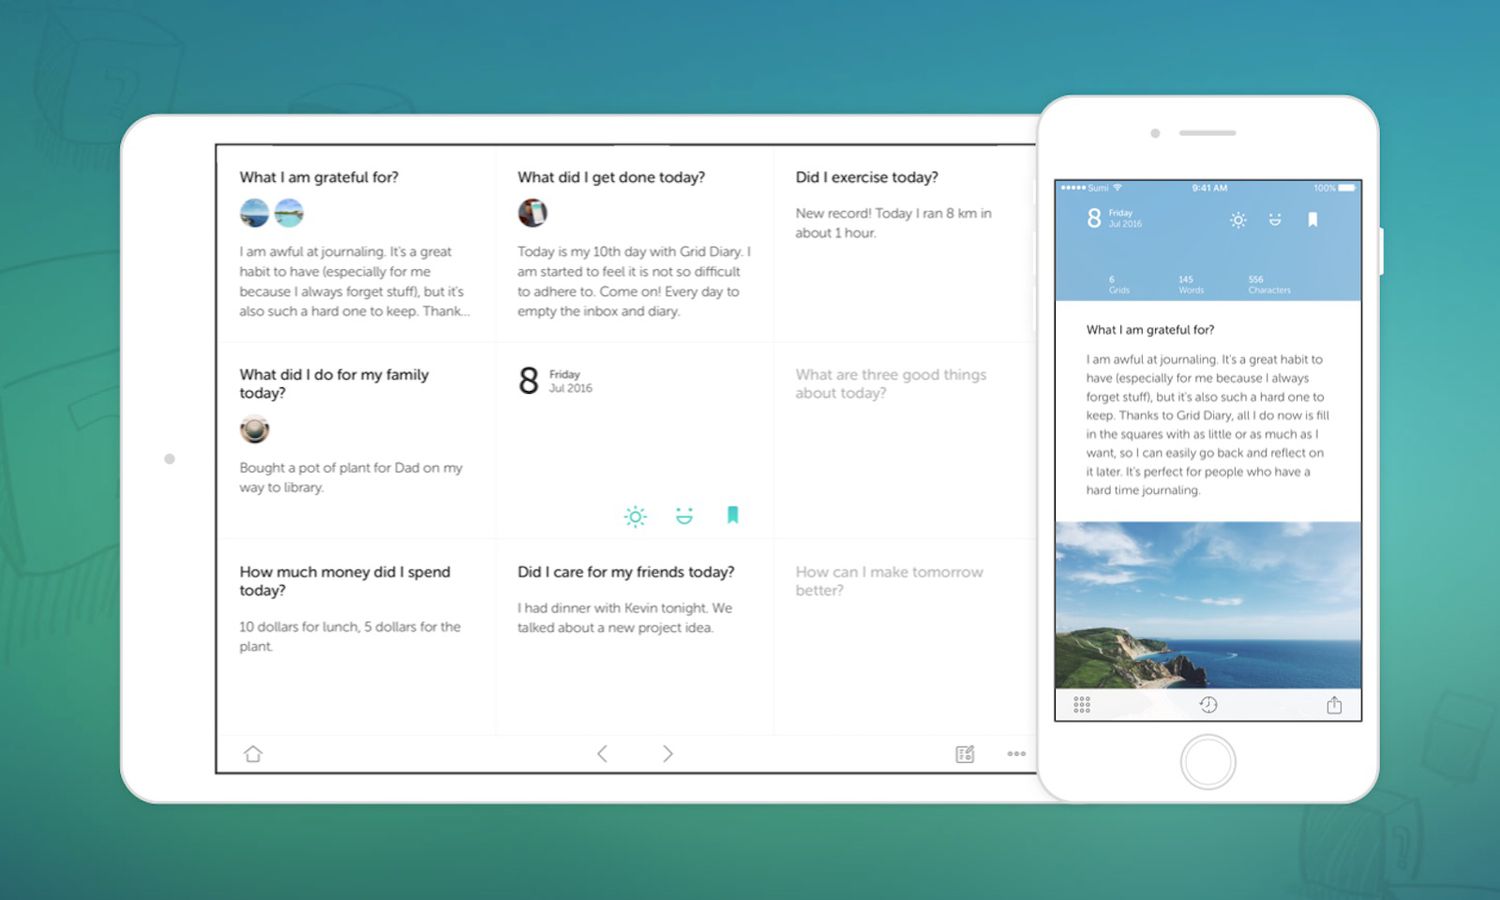 What I am grateful for?
I am awful at journaling. It's a great
habit to have (especially for me
because I always forget stuff), but it's
also such a hard one to keep. Thank...
What did I get done today?
Today is my 10th day with Grid Diary. I
am started to feel it is not so difficult
to adhere to. Come on! Every day to
empty the inbox and diary.
Did I exercise today?
New record! Today I ran 8 km in
about 1 hour.
What did I do for my family
today?
Bought a pot of plant for Dad on my
way to library.
8
Friday
Jul 2016
What are three good things
about today?
How much money did I spend
today?
10 dollars for lunch, 5 dollars for the
plant.
Did I care for my friends today?
I had dinner with Kevin tonight. We
talked about a new project idea.
How can I make tomorrow
better?
Sumi 9:41 AM 100%
8
Friday
Jul 2016
6 145 556
Grids Words Characters
What I am grateful for?
I am awful at journaling. It's a great habit to
have (especially for me because I always
forget stuff), but it's also such a hard one to
keep. Thanks to Grid Diary, all I do now is fill
in the squares with as little or as much as I
want, so I can easily go back and reflect on
it later. It's perfect for people who have a
hard time journaling.